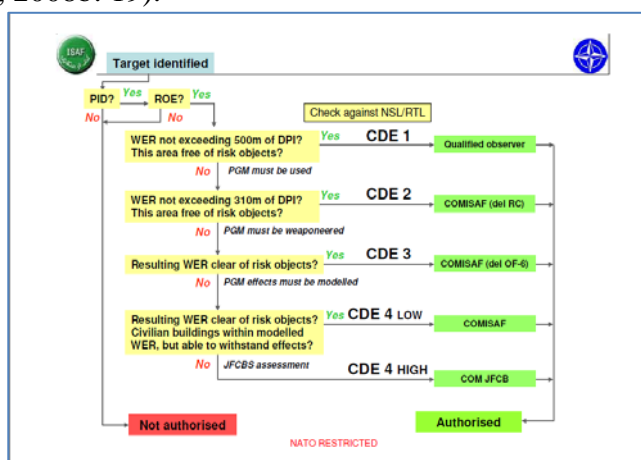 , 2008b: 19).
ISAF
Target identified
PID?
Yes
ROE?
Yes
No
No
Check against NSL/RTL
WER not exceeding 500m of DPI?
This area free of risk objects?
Yes
CDE 1
Qualified observer
No
PGM must be used
WER not exceeding 310m of DPI?
This area free of risk objects?
Yes
CDE 2
COMISAF (del RC)
No
PGM must be weaponeered
Resulting WER clear of risk objects?
Yes
CDE 3
COMISAF (del OF-6)
No
PGM effects must be modelled
Resulting WER clear of risk objects?
Civilian buildings within modelled
WER, but able to withstand effects?
Yes
CDE 4 LOW
COMISAF
No
JFCBS assessment
CDE 4 HIGH
COM JFCB
Not authorised
Authorised
NATO RESTRICTED